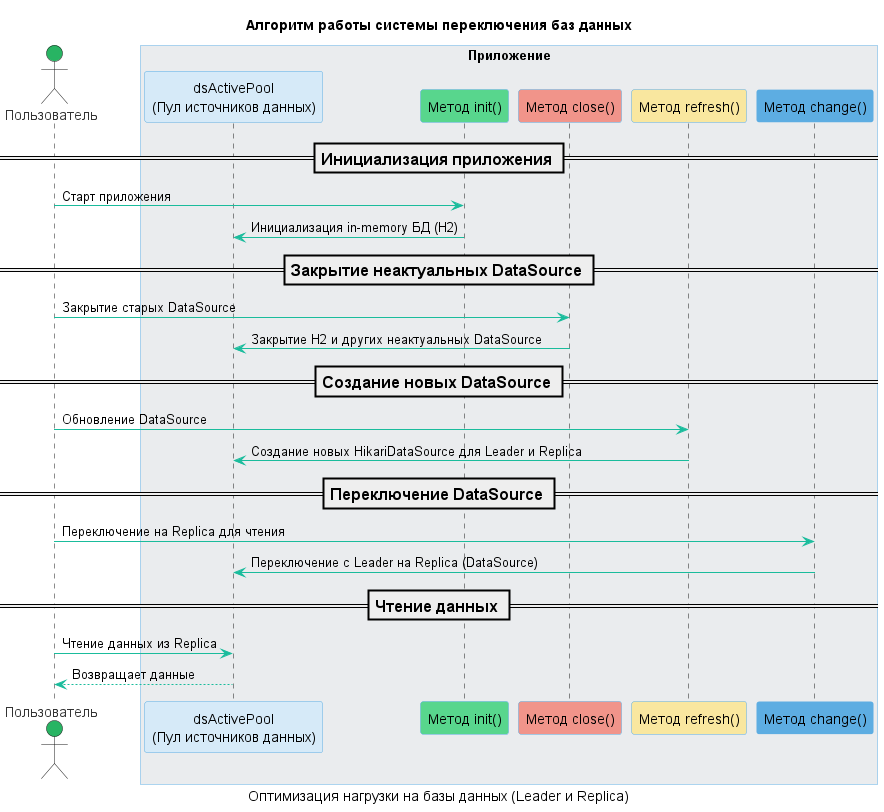 Алгоритм работы системы переключения баз данных
Приложение
Пользователь
dsActivePool
(Пул источников данных)
Метод init()
Метод close()
Метод refresh()
Метод change()
Инициализация приложения
Старт приложения
Инициализация in-memory БД (H2)
Закрытие неактуальных DataSource
Закрытие старых DataSource
Закрытие H2 и других неактуальных DataSource
Создание новых DataSource
Обновление DataSource
Создание новых HikariDataSource для Leader и Replica
Переключение DataSource
Переключение на Replica для чтения
Переключение с Leader на Replica (DataSource)
Чтение данных
Чтение данных из Replica
Возвращает данные
Пользователь
dsActivePool
(Пул источников данных)
Метод init()
Метод close()
Метод refresh()
Метод change()
Оптимизация нагрузки на базы данных (Leader и Replica)